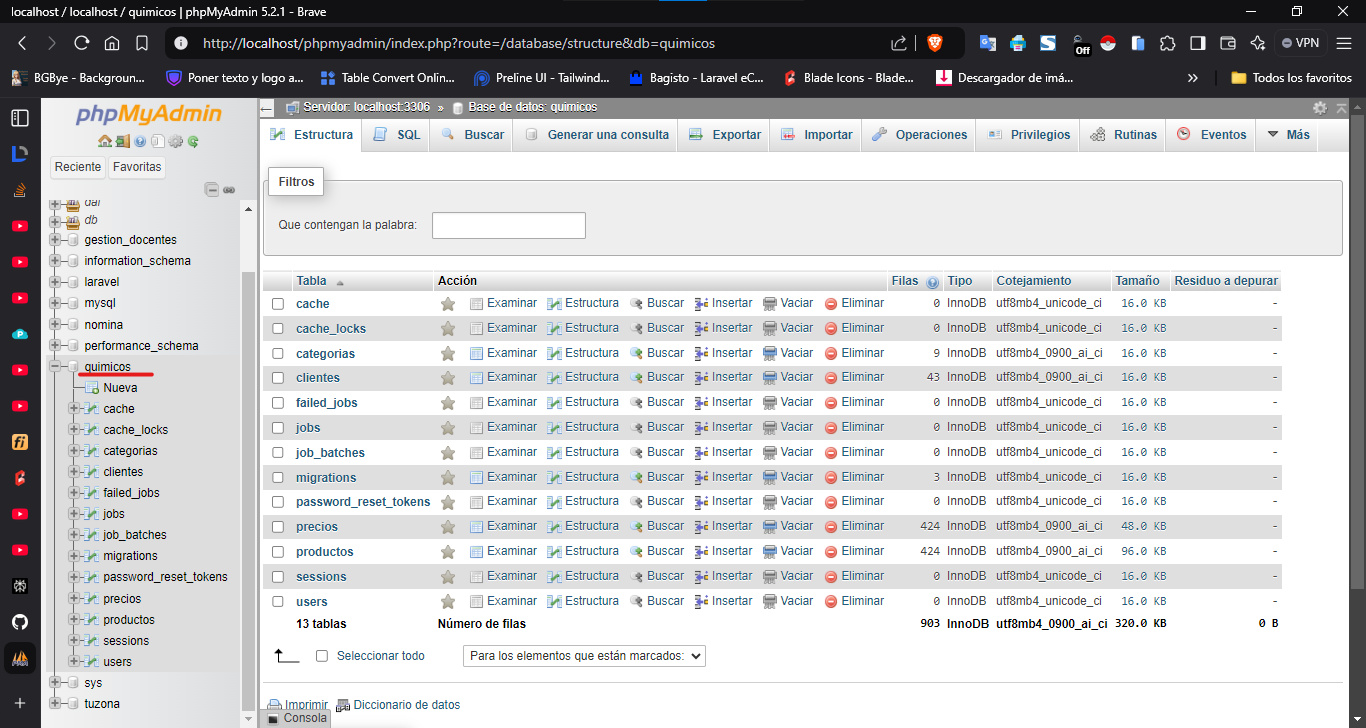 localhost / localhost / quimicos | phpMyAdmin 5.2.1 - Brave
http://localhost/phpmyadmin/index.php?route=/database/structure&db=quimicos
Off
VPN
BGBye - Backgroun...
Poner texto y logo a...
Table Convert Onlin...
Preline UI - Tailwind...
Bagisto - Laravel eC...
Blade Icons - Blade...
Descargador de imá...
»
Todos los favoritos
phpMyAdmin
Reciente
Favoritas
dai
db
gestion_docentes
information_schema
laravel
mysql
nomina
performance_schema
quimicos
Nueva
cache
cache_locks
categorias
clientes
failed_jobs
jobs
job_batches
migrations
password_reset_tokens
precios
productos
sessions
users
sys
tuzona
Servidor: localhost:3306 » Base de datos: quimicos
Estructura SQL Buscar Generar una consulta Exportar Importar Operaciones Privilegios Rutinas Eventos Más
Filtros
Que contengan la palabra:
Tabla Acción Filas Tipo Cotejamiento Tamaño Residuo a depurar
cache Examinar Estructura Buscar Insertar Vaciar Eliminar 0 InnoDB utf8mb4_unicode_ci 16.0 KB -
cache_locks Examinar Estructura Buscar Insertar Vaciar Eliminar 0 InnoDB utf8mb4_unicode_ci 16.0 KB -
categorias Examinar Estructura Buscar Insertar Vaciar Eliminar 9 InnoDB utf8mb4_0900_ai_ci 16.0 KB -
clientes Examinar Estructura Buscar Insertar Vaciar Eliminar 43 InnoDB utf8mb4_0900_ai_ci 16.0 KB -
failed_jobs Examinar Estructura Buscar Insertar Vaciar Eliminar 0 InnoDB utf8mb4_unicode_ci 16.0 KB -
jobs Examinar Estructura Buscar Insertar Vaciar Eliminar 0 InnoDB utf8mb4_unicode_ci 16.0 KB -
job_batches Examinar Estructura Buscar Insertar Vaciar Eliminar 0 InnoDB utf8mb4_unicode_ci 16.0 KB -
migrations Examinar Estructura Buscar Insertar Vaciar Eliminar 3 InnoDB utf8mb4_unicode_ci 16.0 KB -
password_reset_tokens Examinar Estructura Buscar Insertar Vaciar Eliminar 0 InnoDB utf8mb4_unicode_ci 16.0 KB -
precios Examinar Estructura Buscar Insertar Vaciar Eliminar 424 InnoDB utf8mb4_0900_ai_ci 48.0 KB -
productos Examinar Estructura Buscar Insertar Vaciar Eliminar 424 InnoDB utf8mb4_0900_ai_ci 96.0 KB -
sessions Examinar Estructura Buscar Insertar Vaciar Eliminar 0 InnoDB utf8mb4_unicode_ci 16.0 KB -
users Examinar Estructura Buscar Insertar Vaciar Eliminar 0 InnoDB utf8mb4_unicode_ci 16.0 KB -
13 tablas Número de filas 903 InnoDB utf8mb4_0900_ai_ci 320.0 KB 0 B
Seleccionar todo
Para los elementos que están marcados:
Imprimir Diccionario de datos
Consola